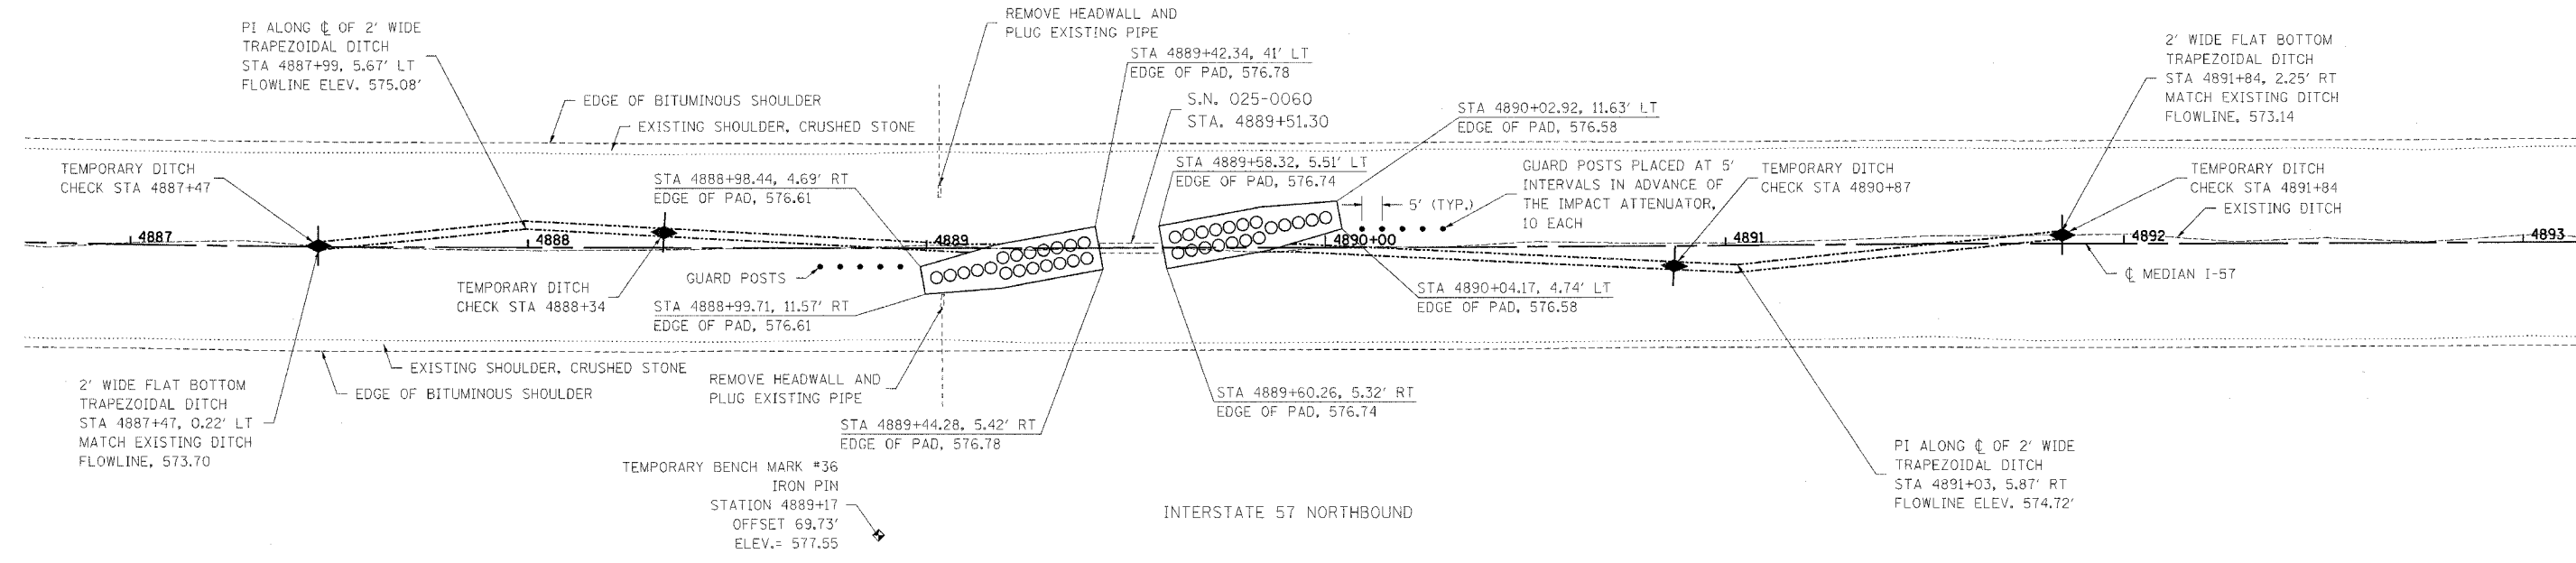 PI ALONG ℄ OF 2' WIDE
TRAPEZOIDAL DITCH
STA 4887+99, 5.67' LT
FLOWLINE ELEV. 575.08'
REMOVE HEADWALL AND
PLUG EXISTING PIPE
STA 4889+42.34, 41' LT
EDGE OF PAD, 576.78
S.N. 025-0060
STA. 4889+51.30
2' WIDE FLAT BOTTOM
TRAPEZOIDAL DITCH
STA 4891+84, 2.25' RT
MATCH EXISTING DITCH
FLOWLINE, 573.14
EDGE OF BITUMINOUS SHOULDER
EXISTING SHOULDER, CRUSHED STONE
STA 4890+02.92, 11.63' LT
EDGE OF PAD, 576.58
TEMPORARY DITCH
CHECK STA 4887+47
STA 4888+98.44, 4.69' RT
EDGE OF PAD, 576.61
STA 4889+58.32, 5.51' LT
EDGE OF PAD, 576.74
GUARD POSTS PLACED AT 5'
INTERVALS IN ADVANCE OF
THE IMPACT ATTENUATOR,
10 EACH
5' (TYP.)
TEMPORARY DITCH
CHECK STA 4890+87
TEMPORARY DITCH
CHECK STA 4891+84
EXISTING DITCH
4887
4888
4889
4890+00
4891
4892
4893
℄ MEDIAN I-57
GUARD POSTS
TEMPORARY DITCH
CHECK STA 4888+34
STA 4888+99.71, 11.57' RT
EDGE OF PAD, 576.61
STA 4890+04.17, 4.74' LT
EDGE OF PAD, 576.58
EXISTING SHOULDER, CRUSHED STONE
EDGE OF BITUMINOUS SHOULDER
2' WIDE FLAT BOTTOM
TRAPEZOIDAL DITCH
STA 4887+47, 0.22' LT
MATCH EXISTING DITCH
FLOWLINE, 573.70
REMOVE HEADWALL AND
PLUG EXISTING PIPE
STA 4889+44.28, 5.42' RT
EDGE OF PAD, 576.78
STA 4889+60.26, 5.32' RT
EDGE OF PAD, 576.74
TEMPORARY BENCH MARK #36
IRON PIN
STATION 4889+17
OFFSET 69.73'
ELEV.= 577.55
INTERSTATE 57 NORTHBOUND
PI ALONG ℄ OF 2' WIDE
TRAPEZOIDAL DITCH
STA 4891+03, 5.87' RT
FLOWLINE ELEV. 574.72'